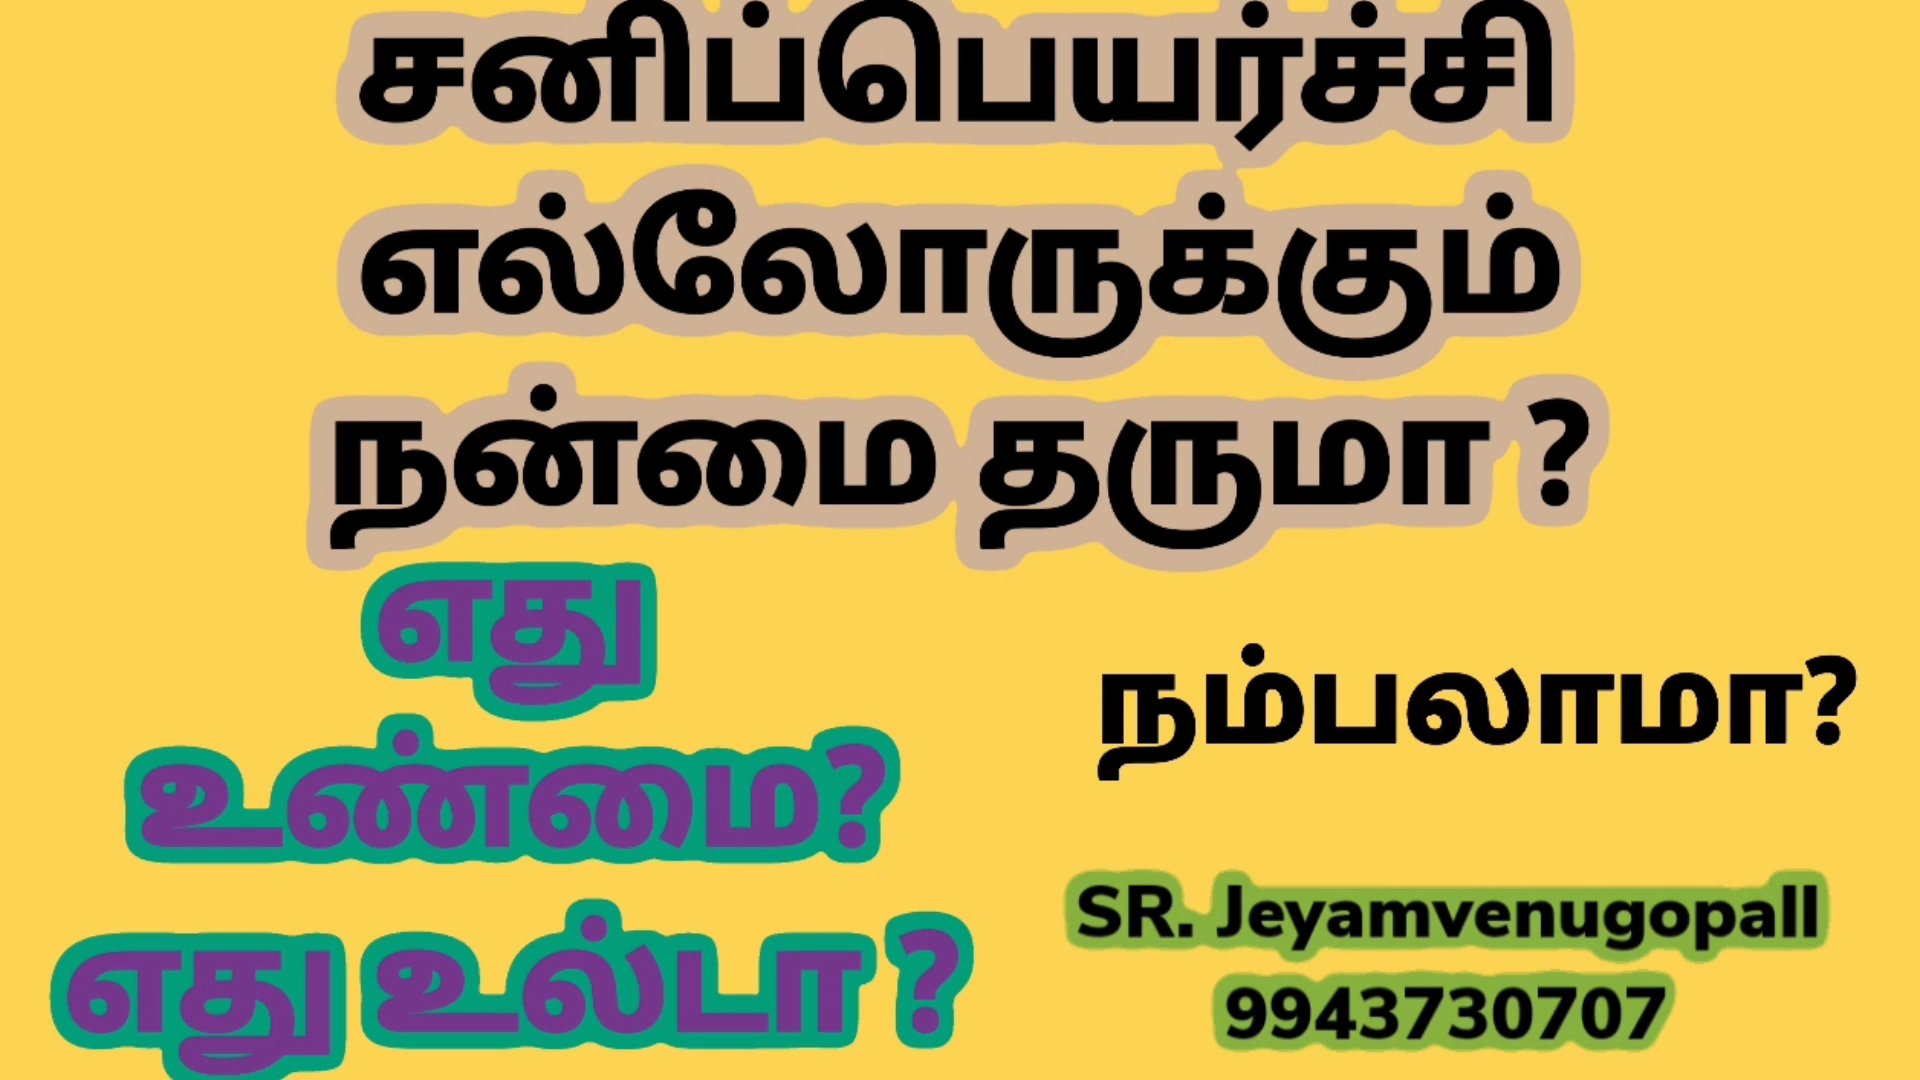 சனிப்பெயர்ச்சி
எல்லோருக்கும்
நன்மை தருமா ?
எது
உண்மை?
எது உல்டா ?
நம்பலாமா?
SR. Jeyamvenugopall
9943730707